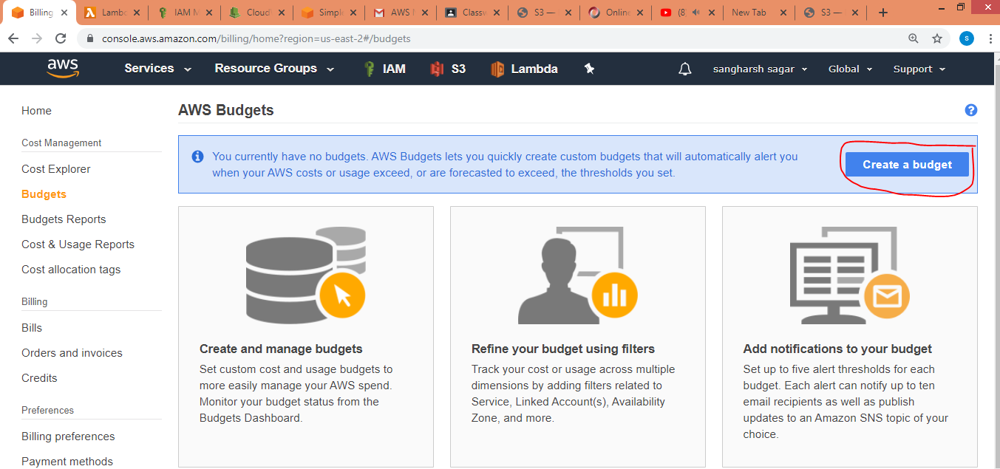 Billing
Lambd
IAM M
CloudV
Simple
AWS
Classw
S3 —
Online
(8)
New Tab
S3 —
console.aws.amazon.com/billing/home?region=us-east-2#/budgets
s
aws
Services
Resource Groups
IAM
S3
Lambda
sangharsh sagar
Global
Support
Home
AWS Budgets
?
Cost Management
Cost Explorer
Budgets
Budgets Reports
Cost & Usage Reports
Cost allocation tags
Billing
Bills
Orders and invoices
Credits
Preferences
Billing preferences
Payment methods
You currently have no budgets. AWS Budgets lets you quickly create custom budgets that will automatically alert you
when your AWS costs or usage exceed, or are forecasted to exceed, the thresholds you set.
Create a budget
Create and manage budgets
Set custom cost and usage budgets to
more easily manage your AWS spend.
Monitor your budget status from the
Budgets Dashboard.
Refine your budget using filters
Track your cost or usage across multiple
dimensions by adding filters related to
Service, Linked Account(s), Availability
Zone, and more.
Add notifications to your budget
Set up to five alert thresholds for each
budget. Each alert can notify up to ten
email recipients as well as publish
updates to an Amazon SNS topic of your
choice.